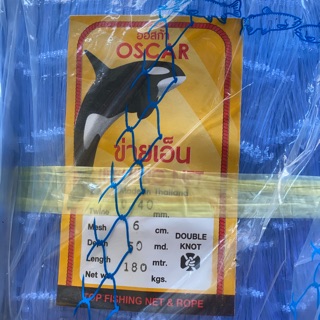 ออสก้า
OSCAR
ข่ายเอ็น
Thailand
Twine 40 mm.
Mesh 6 cm.
Depth 50 md.
Length 180 mtr.
Net w kgs.
DOUBLE
KNOT
TOP FISHING NET & ROPE